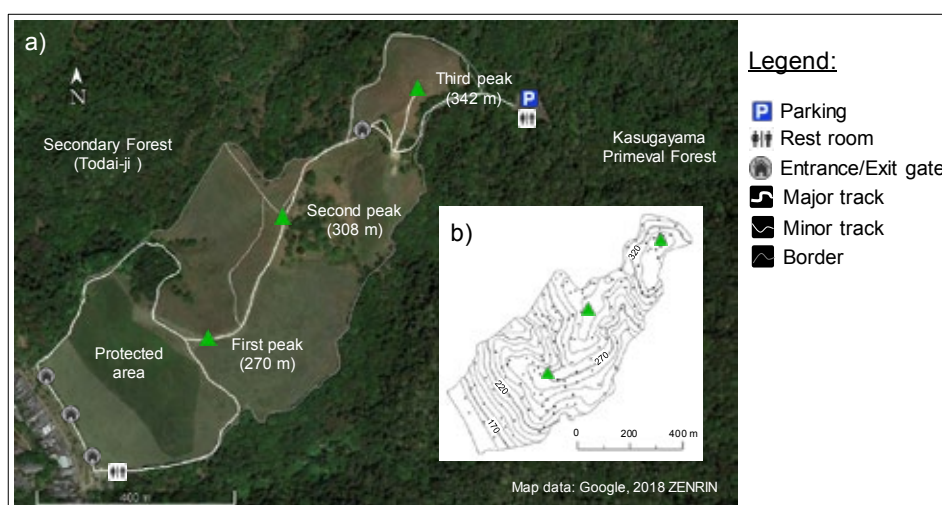 a)
N
Third peak
(342 m)
P
Secondary Forest
(Todai-ji )
Kasugayama
Primeval Forest
Second peak
(308 m)
First peak
(270 m)
Protected
area
400 m
Map data: Google, 2018 ZENRIN
b)
320
270
220
170
0 200 400 m
Legend:
P Parking
Rest room
Entrance/Exit gate
Major track
Minor track
Border